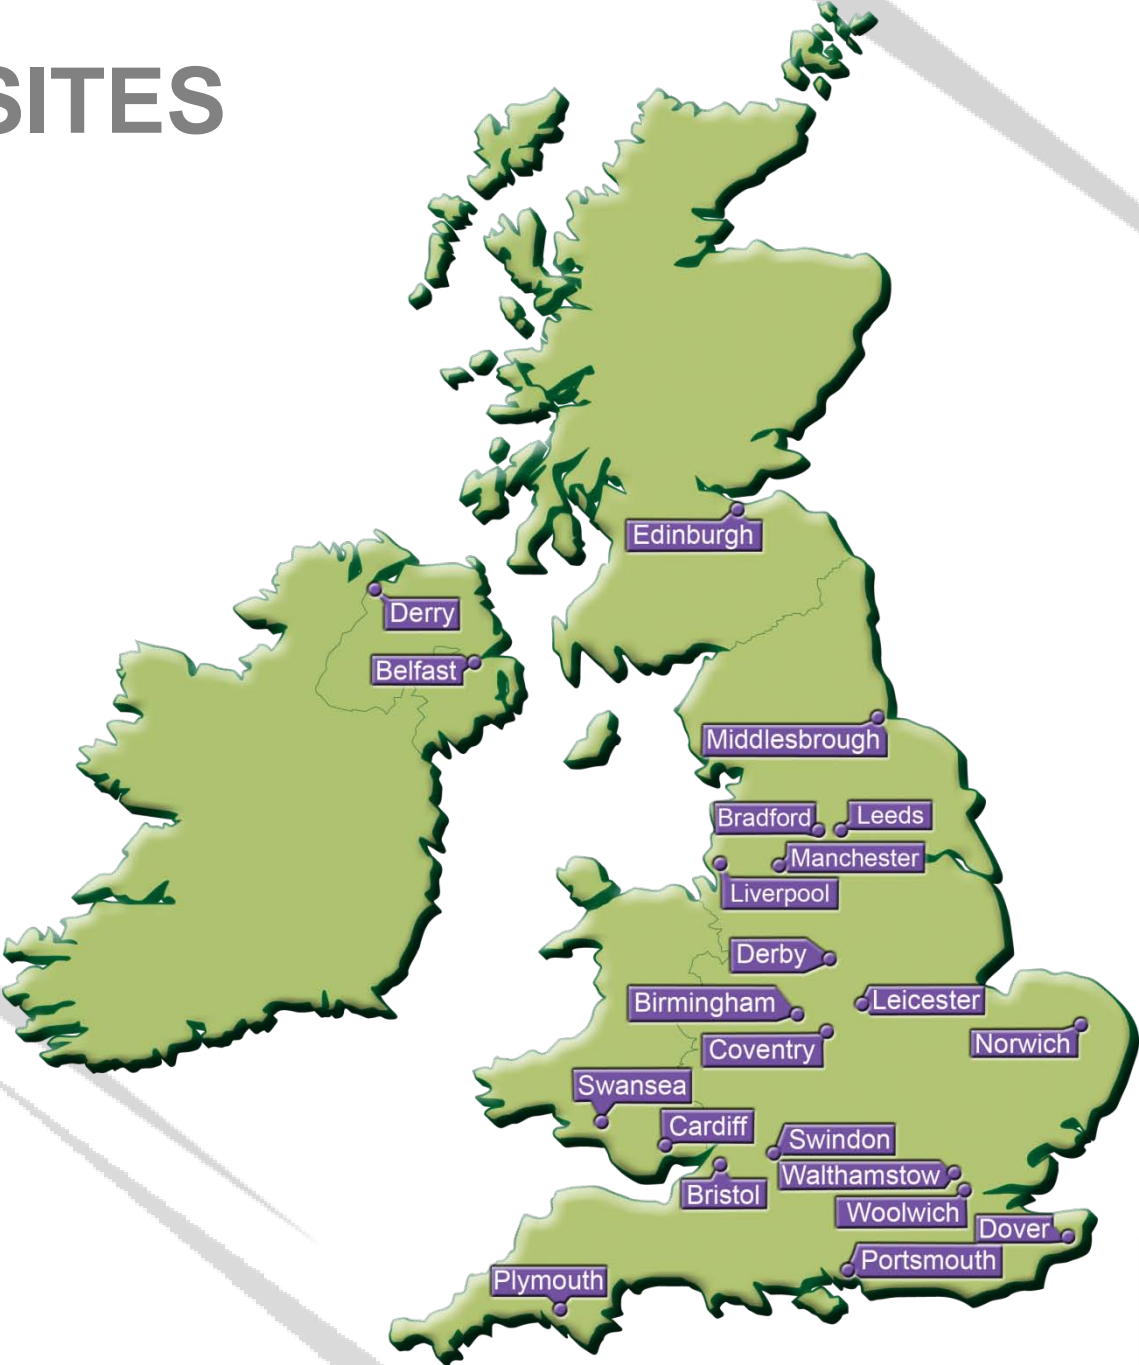 SITES
Edinburgh
Derry
Belfast
Middlesbrough
Bradford
Leeds
Manchester
Liverpool
Derby
Birmingham
Leicester
Norwich
Coventry
Swansea
Cardiff
Swindon
Walthamstow
Bristol
Woolwich
Dover
Portsmouth
Plymouth